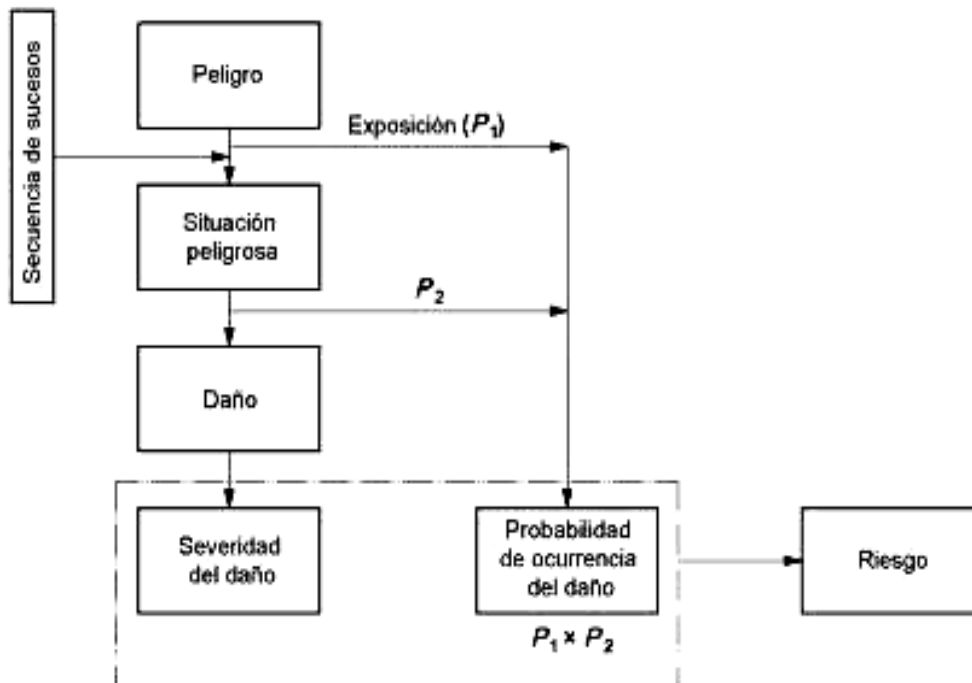 Secuencia de sucesos
Peligro
Exposición (P1)
Situación
peligrosa
P2
Daño
Severidad
del daño
Probabilidad
de ocurrencia
del daño
P1 × P2
Riesgo